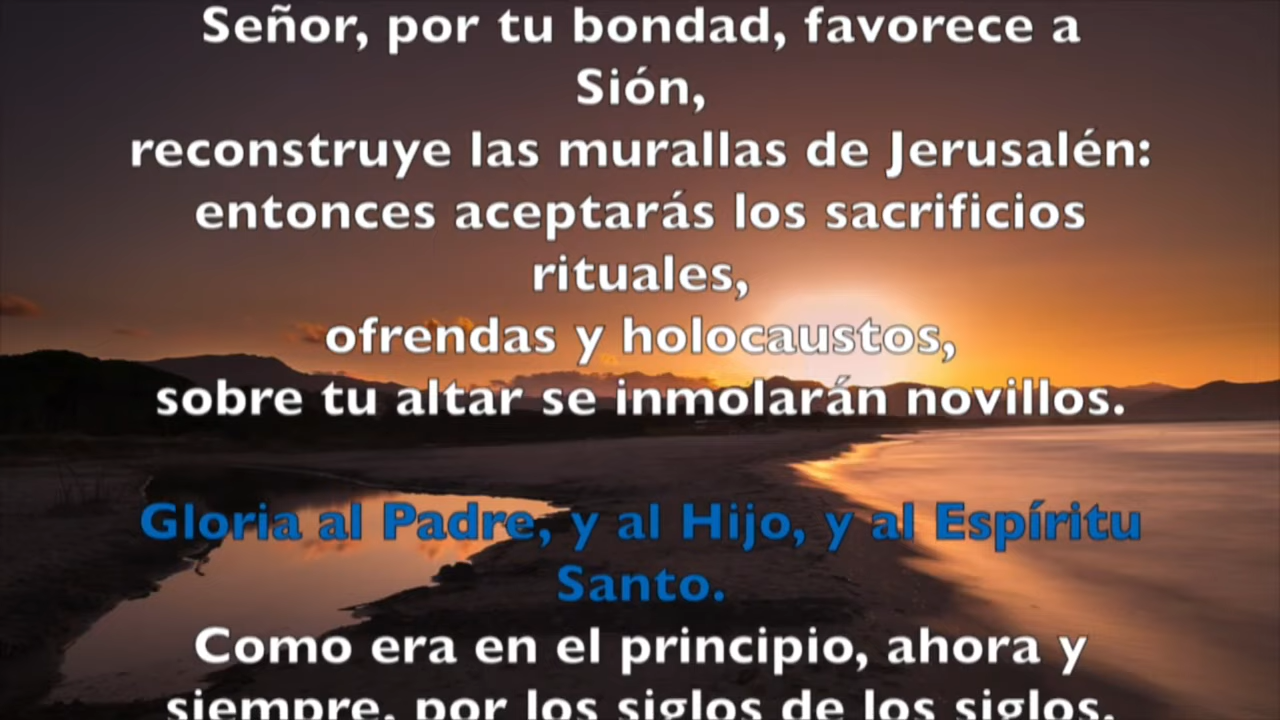 Señor, por tu bondad, favorece a
Sión,
reconstruye las murallas de Jerusalén:
entonces aceptarás los sacrificios
rituales,
ofrendas y holocaustos,
sobre tu altar se inmolarán novillos.
Gloria al Padre, y al Hijo, y al Espíritu
Santo.
Como era en el principio, ahora y
siempre, por los siglos de los siglos.